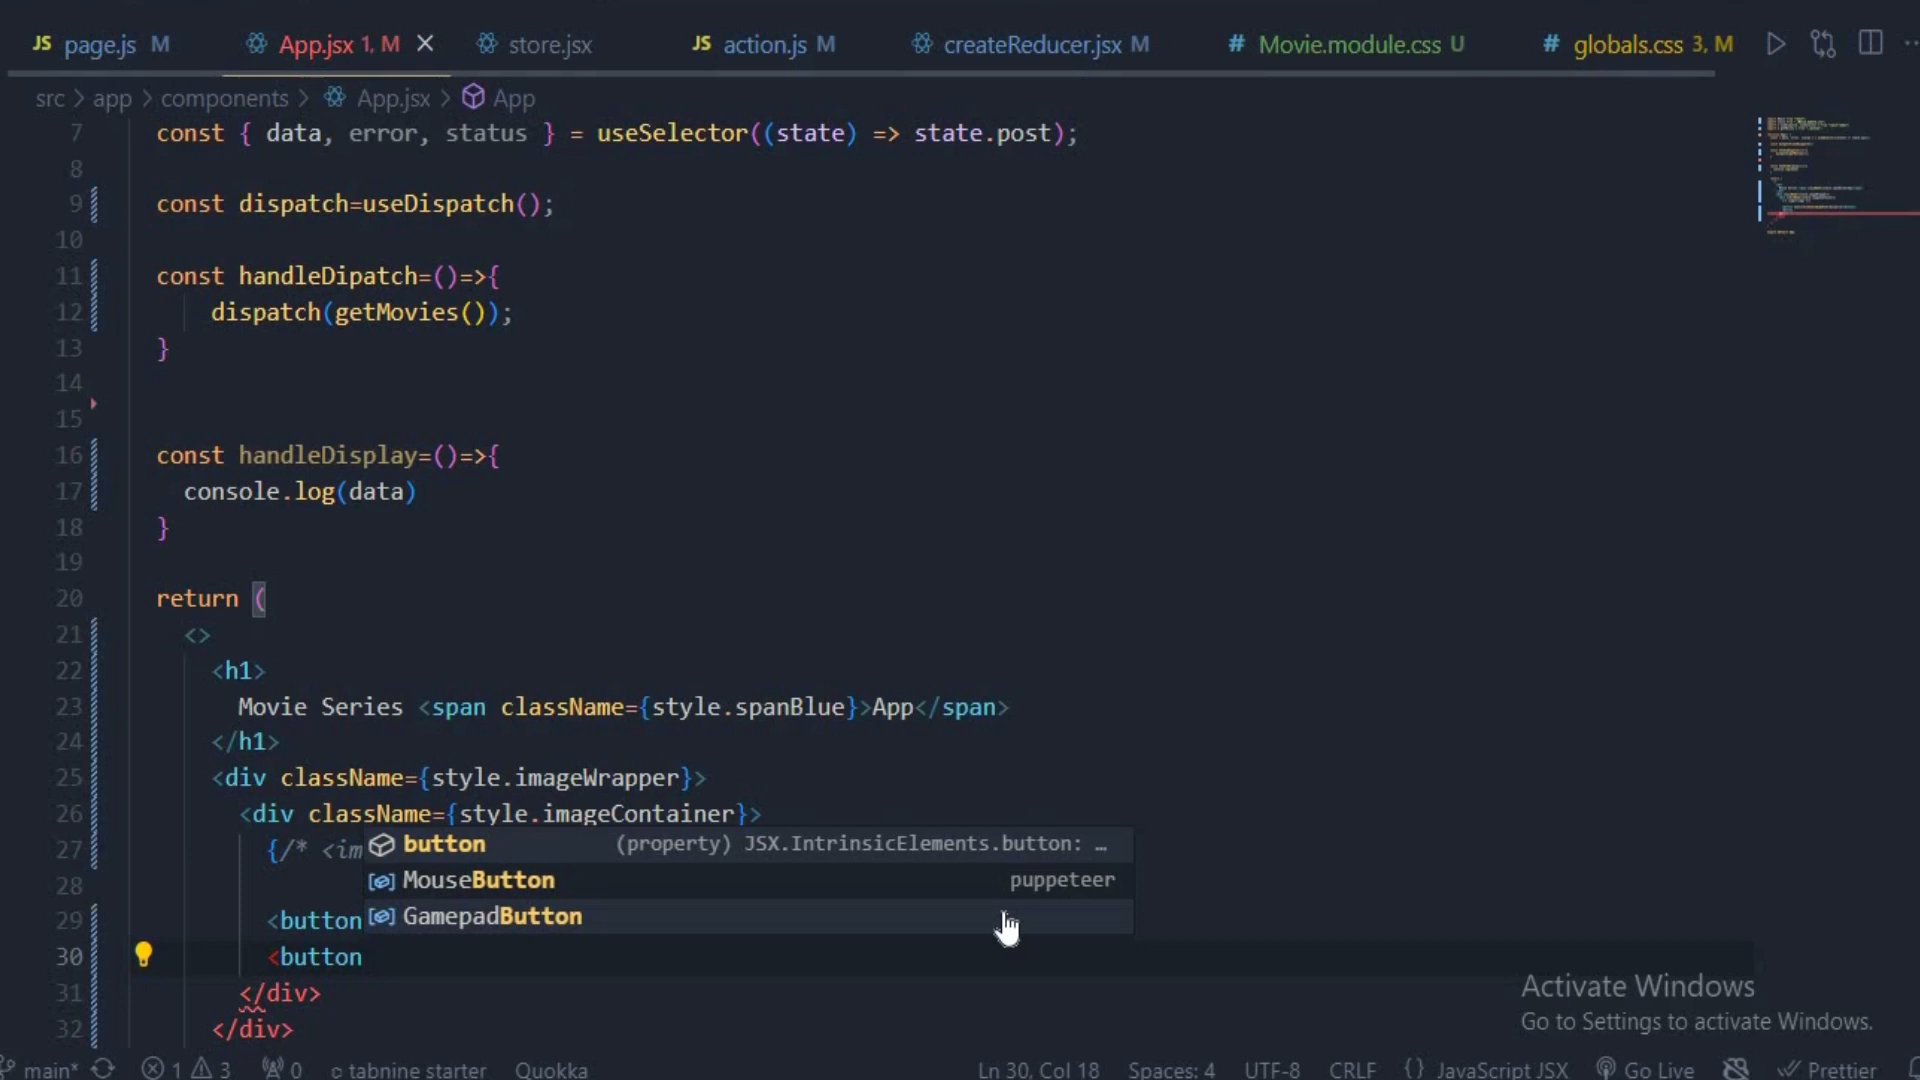 JS page.js M App.jsx 1, M store.jsx JS action.js M createReducer.jsx M # Movie.module.css U # globals.css 3, M
src > app > components > App.jsx > App
7 const { data, error, status } = useSelector((state) => state.post);
8
9 const dispatch=useDispatch();
10
11 const handleDipatch=()=>{
12 dispatch(getMovies());
13 }
14
15
16 const handleDisplay=()=>{
17 console.log(data)
18 }
19
20 return (
21 <>
22 <h1>
23 Movie Series <span className={style.spanBlue}>App</span>
24 </h1>
25 <div className={style.imageWrapper}>
26 <div className={style.imageContainer}>
27 {/* <im
button (property) JSX.IntrinsicElements.button: …
28
MouseButton puppeteer
29 <button
GamepadButton
30 <button
31 </div>
32 </div>
Activate Windows
Go to Settings to activate Windows.
main* 1 3 0 tabnine starter Quokka Ln 30, Col 18 Spaces: 4 UTF-8 CRLF {} JavaScript JSX Go Live Prettier